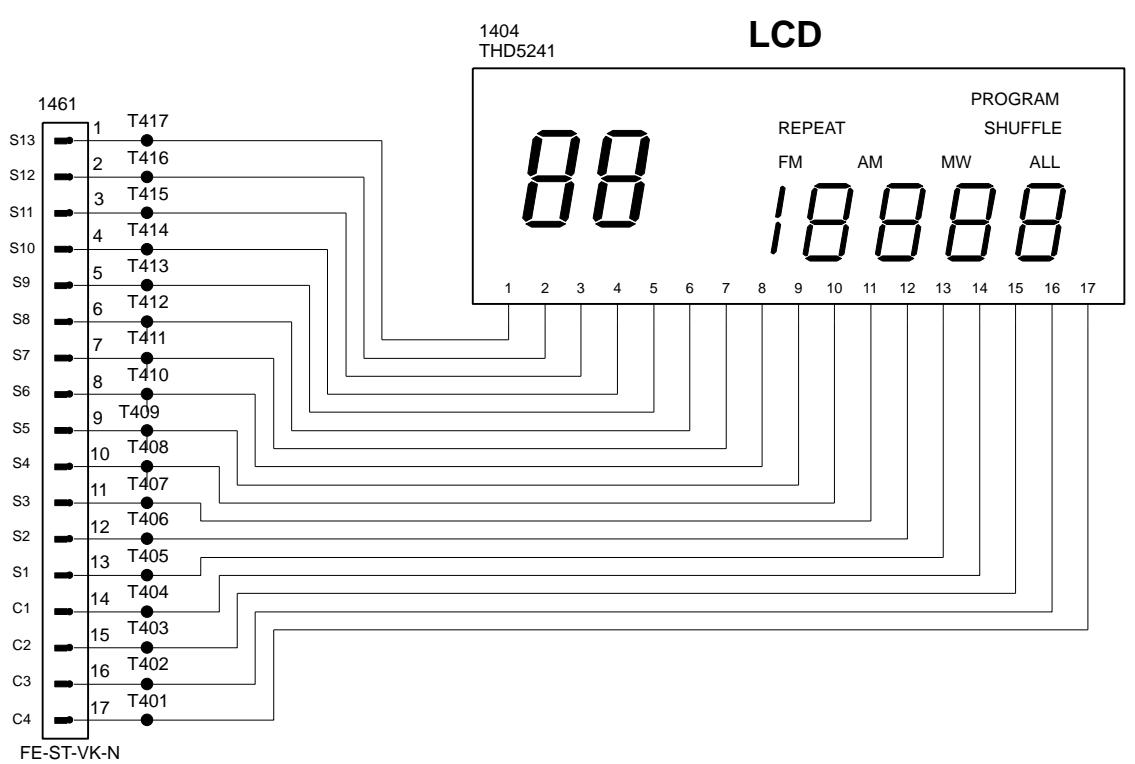 1404
THD5241
LCD
PROGRAM
REPEAT SHUFFLE
FM AM MW ALL
88 18888
1 2 3 4 5 6 7 8 9 10 11 12 13 14 15 16 17
1461
S13 1 T417
S12 2 T416
S11 3 T415
S10 4 T414
S9 5 T413
S8 6 T412
S7 7 T411
S6 8 T410
S5 9 T409
S4 10 T408
S3 11 T407
S2 12 T406
S1 13 T405
C1 14 T404
C2 15 T403
C3 16 T402
C4 17 T401
FE-ST-VK-N